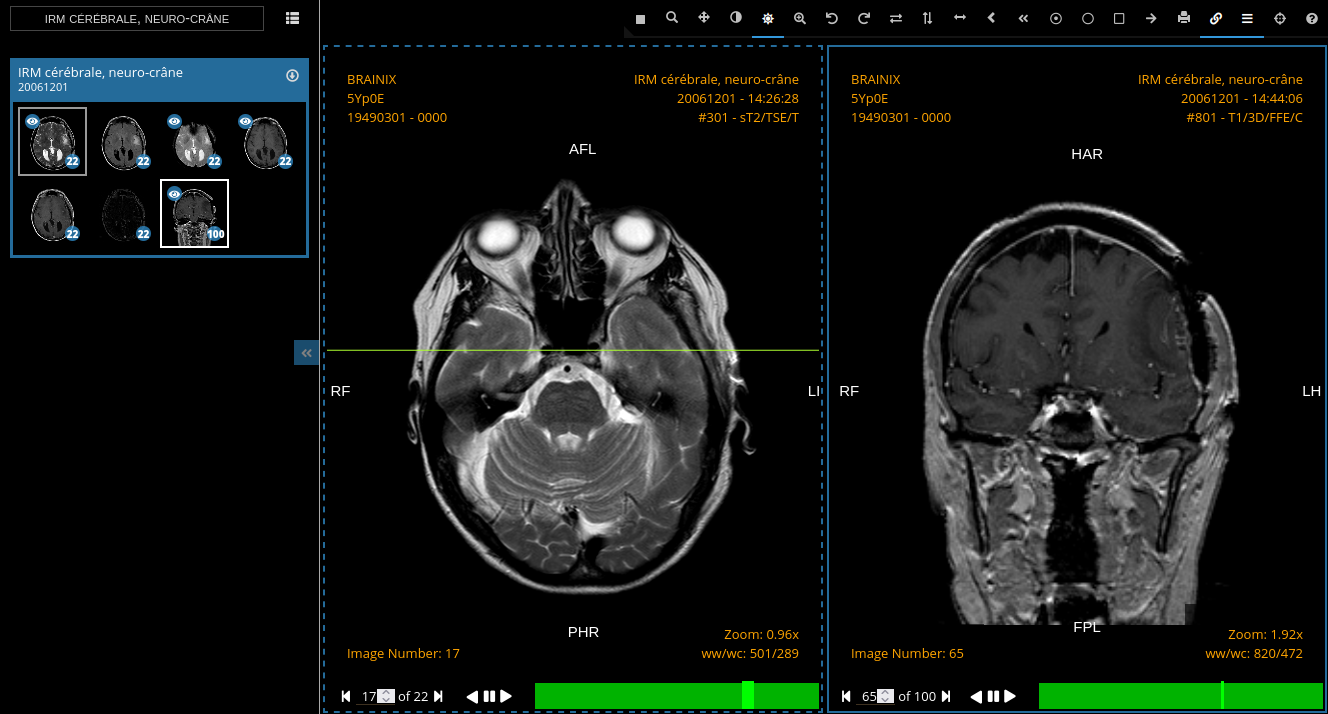 IRM CÉRÉBRALE, NEURO-CRÂNE
IRM cérébrale, neuro-crâne
20061201
22
22
22
22
22
22
100
BRAINIX
5Yp0E
19490301 - 0000
IRM cérébrale, neuro-crâne
20061201 - 14:26:28
#301 - sT2/TSE/T
AFL
RF
LI
PHR
Image Number: 17
Zoom: 0.96x
ww/wc: 501/289
17 of 22
BRAINIX
5Yp0E
19490301 - 0000
IRM cérébrale, neuro-crâne
20061201 - 14:44:06
#801 - T1/3D/FFE/C
HAR
RF
LH
FPL
Image Number: 65
Zoom: 1.92x
ww/wc: 820/472
65 of 100